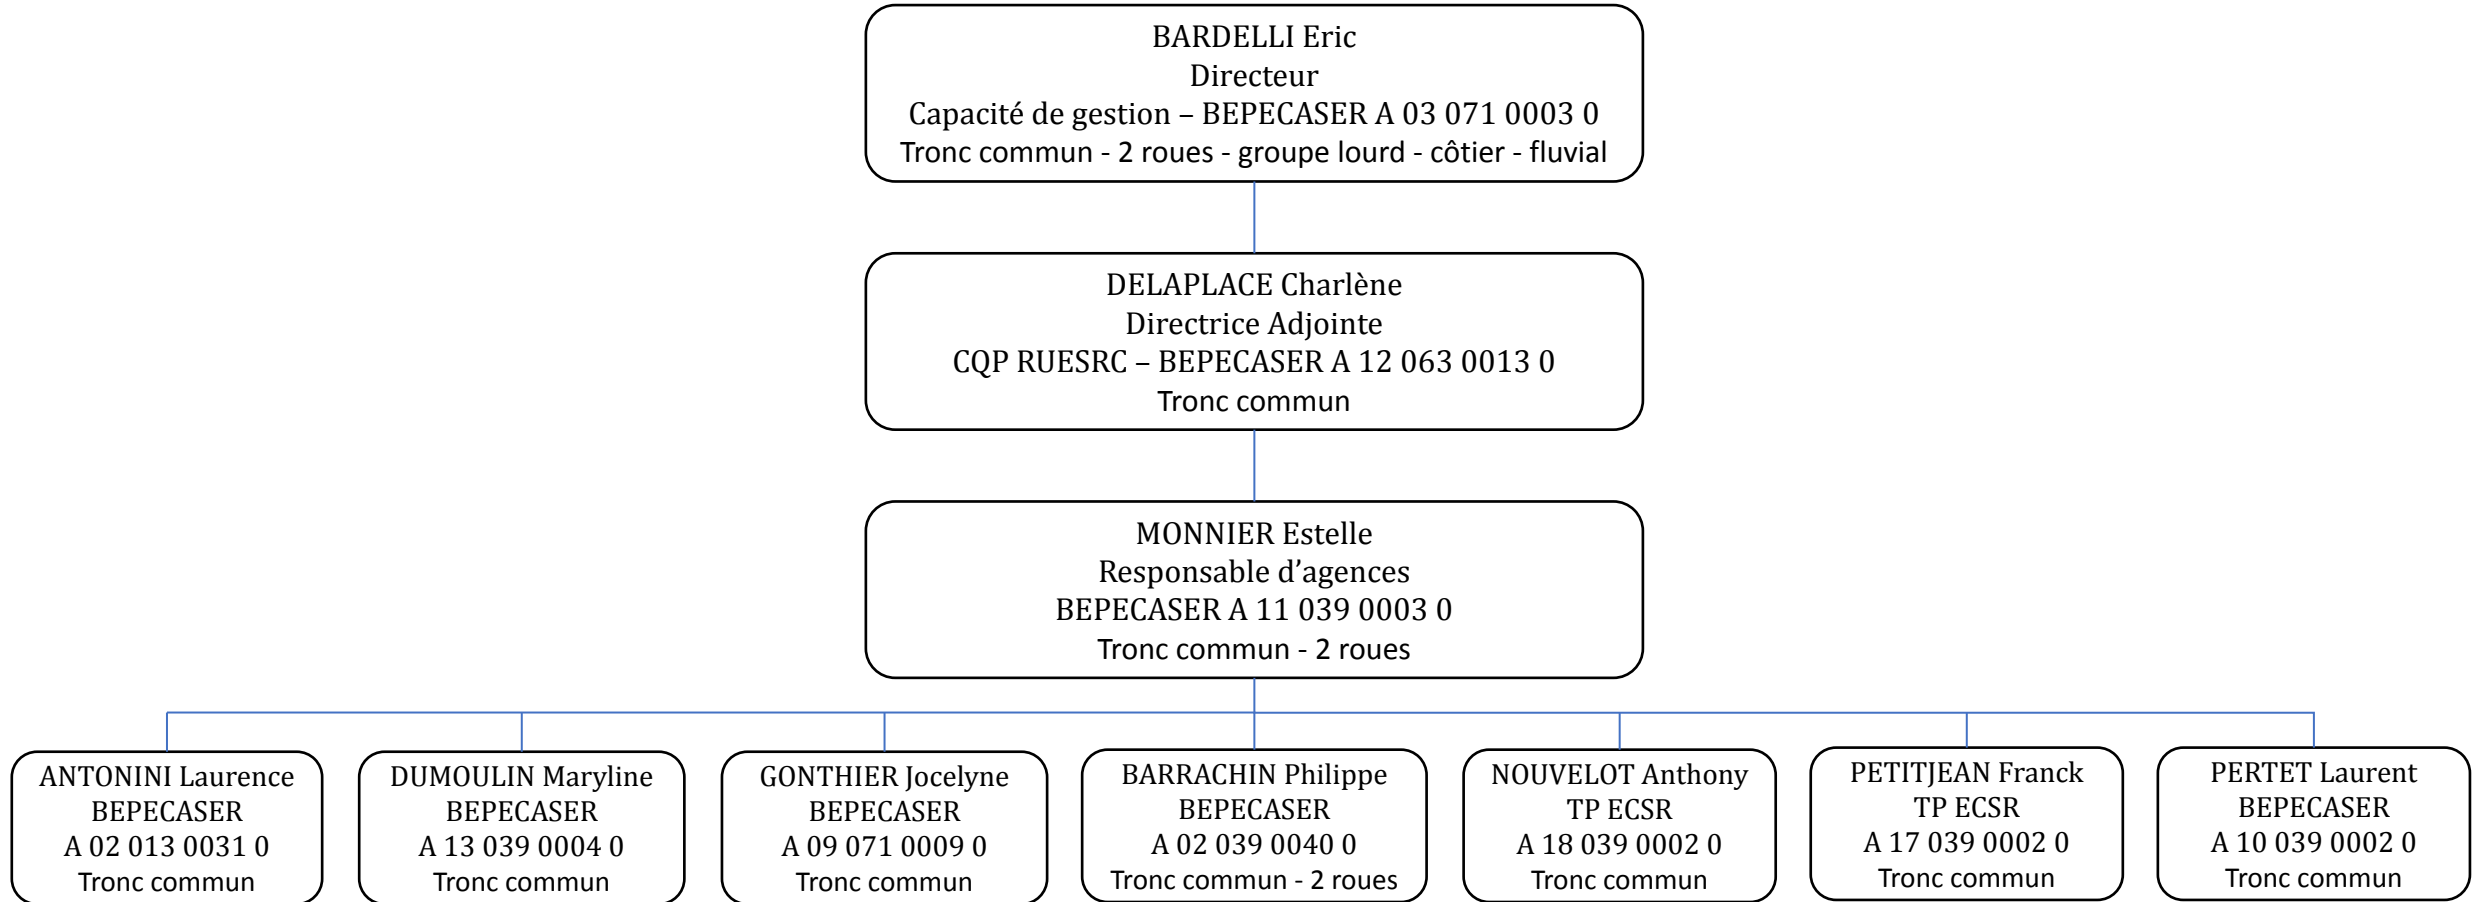 BARDELLI Eric
Directeur
Capacité de gestion – BEPECASER A 03 071 0003 0
Tronc commun - 2 roues - groupe lourd - côtier - fluvial
DELAPLACE Charlène
Directrice Adjointe
CQP RUESRC – BEPECASER A 12 063 0013 0
Tronc commun
MONNIER Estelle
Responsable d’agences
BEPECASER A 11 039 0003 0
Tronc commun - 2 roues
ANTONINI Laurence
BEPECASER
A 02 013 0031 0
Tronc commun
DUMOULIN Maryline
BEPECASER
A 13 039 0004 0
Tronc commun
GONTHIER Jocelyne
BEPECASER
A 09 071 0009 0
Tronc commun
BARRACHIN Philippe
BEPECASER
A 02 039 0040 0
Tronc commun - 2 roues
NOUVELOT Anthony
TP ECSR
A 18 039 0002 0
Tronc commun
PETITJEAN Franck
TP ECSR
A 17 039 0002 0
Tronc commun
PERTET Laurent
BEPECASER
A 10 039 0002 0
Tronc commun